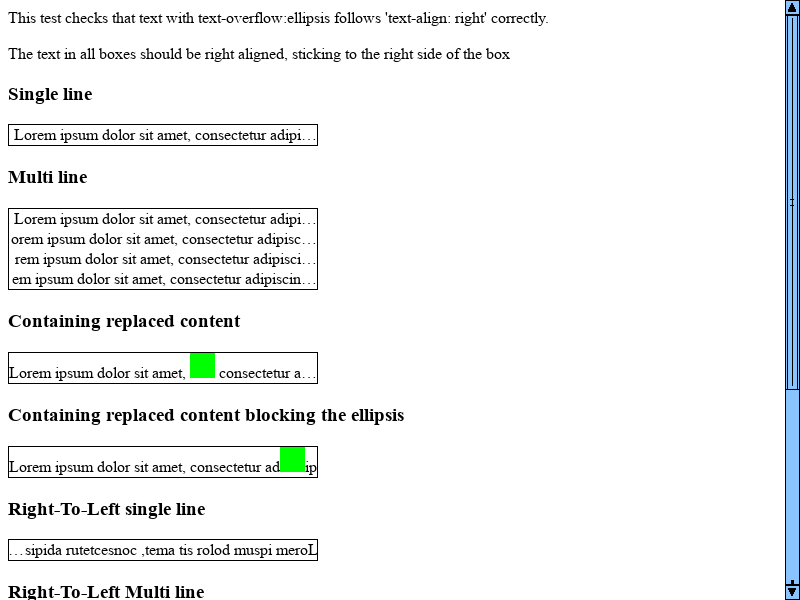 This test checks that text with text-overflow:ellipsis follows 'text-align: right' correctly.
The text in all boxes should be right aligned, sticking to the right side of the box
Single line
Lorem ipsum dolor sit amet, consectetur adipi…
Multi line
Lorem ipsum dolor sit amet, consectetur adipi…
orem ipsum dolor sit amet, consectetur adipisc…
rem ipsum dolor sit amet, consectetur adipisci…
em ipsum dolor sit amet, consectetur adipiscin…
Containing replaced content
Lorem ipsum dolor sit amet, consectetur a…
Containing replaced content blocking the ellipsis
Lorem ipsum dolor sit amet, consectetur ad ip
Right-To-Left single line
…sipida rutetcesnoc ,tema tis rolod muspi meroL
Right-To-Left Multi line